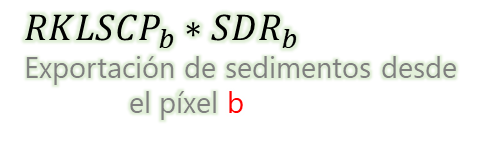 RKLSCP_b * SDR_b
Exportación de sedimentos desde
el píxel b